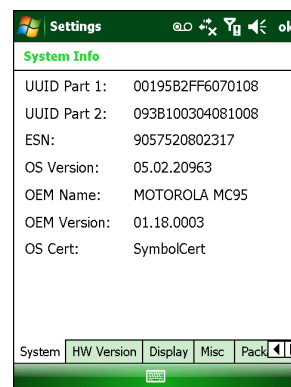 Settings ok
System Info
UUID Part 1: 00195B2FF6070108
UUID Part 2: 093B100304081008
ESN: 9057520802317
OS Version: 05.02.20963
OEM Name: MOTOROLA MC95
OEM Version: 01.18.0003
OS Cert: SymbolCert
System HW Version Display Misc Pack